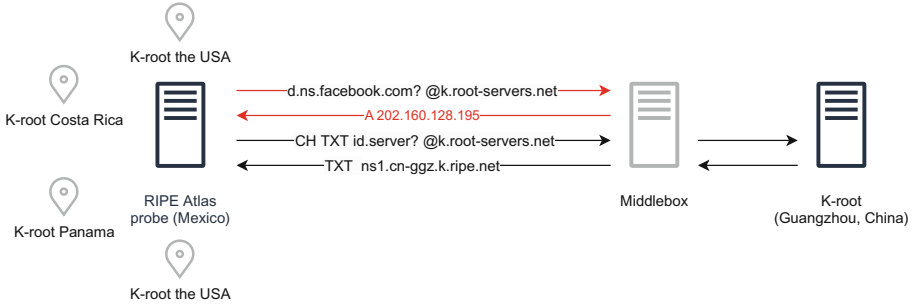 K-root the USA
K-root Costa Rica
d.ns.facebook.com? @k.root-servers.net
A 202.160.128.195
CH TXT id.server? @k.root-servers.net
TXT ns1.cn-ggz.k.ripe.net
RIPE Atlas
probe (Mexico)
Middlebox
K-root
(Guangzhou, China)
K-root Panama
K-root the USA